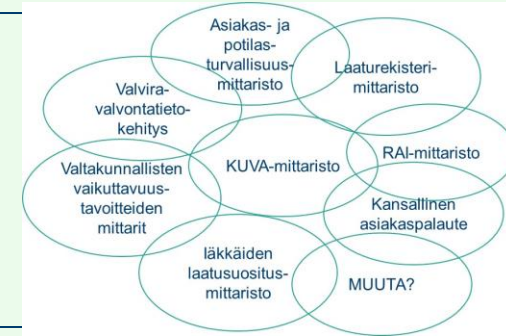 Asiakas- ja
potilas-
turvallisuus-
mittaristo
Laaturekisteri-
mittaristo
Valvira-
valvontatieto-
kehitys
KUVA-mittaristo
RAI-mittaristo
Valtakunnallisten
vaikuttavuus-
tavoitteiden
mittarit
Kansallinen
asiakaspalaute
Iäkkäiden
laatusuositus-
mittaristo
MUUTA?